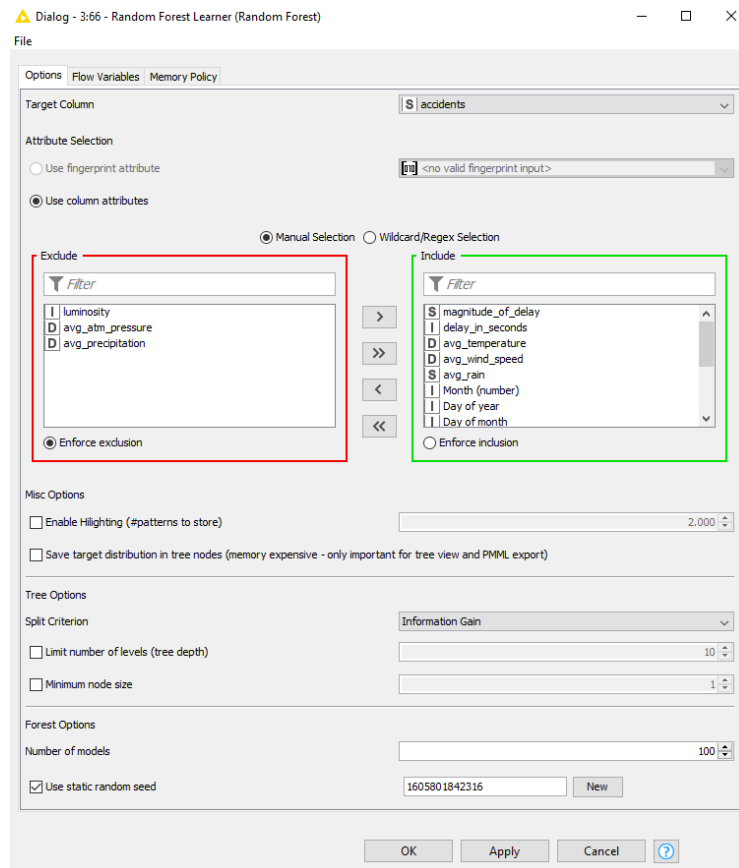 Dialog - 3:66 - Random Forest Learner (Random Forest)
File
Options Flow Variables Memory Policy
Target Column S accidents
Attribute Selection
Use fingerprint attribute <no valid fingerprint input>
Use column attributes
Manual Selection Wildcard/Regex Selection
Exclude
Filter
I luminosity
D avg_atm_pressure
D avg_precipitation
Enforce exclusion
>
>>
<
<<
Include
Filter
S magnitude_of_delay
I delay_in_seconds
D avg_temperature
D avg_wind_speed
S avg_rain
I Month (number)
I Day of year
I Day of month
Enforce inclusion
Misc Options
Enable Hilighting (#patterns to store) 2.000
Save target distribution in tree nodes (memory expensive - only important for tree view and PMML export)
Tree Options
Split Criterion Information Gain
Limit number of levels (tree depth) 10
Minimum node size 1
Forest Options
Number of models 100
Use static random seed 1605801842316 New
OK Apply Cancel ?